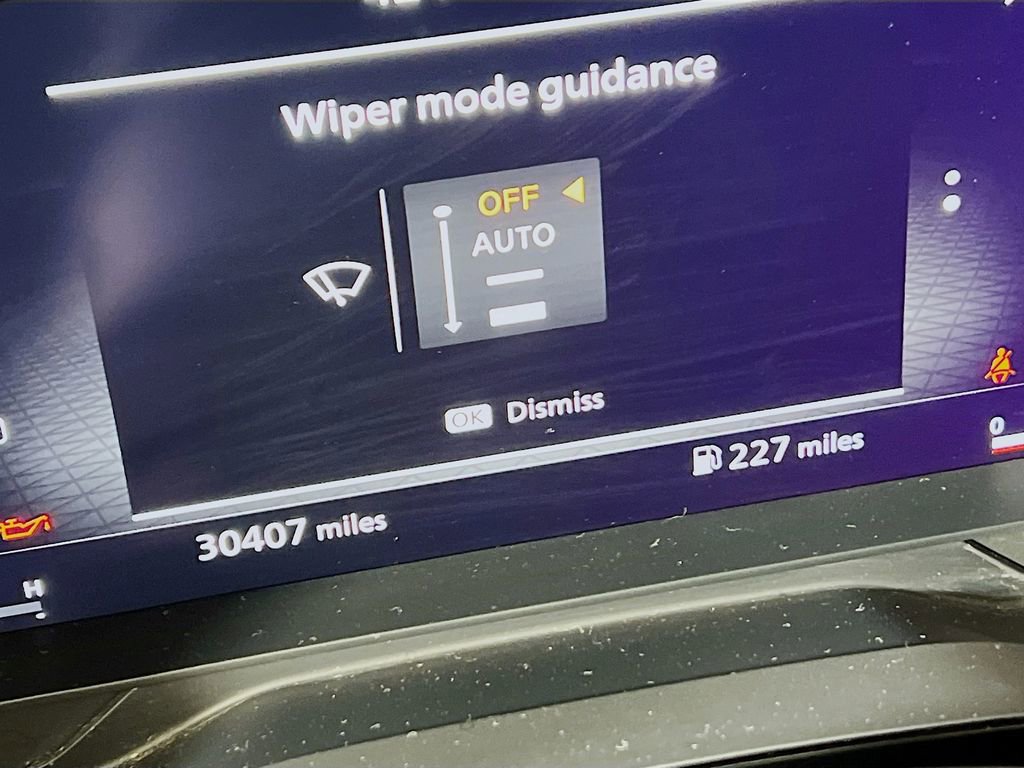 Wiper mode guidance
OFF
AUTO
OK Dismiss
227 miles
0
30407 miles
H